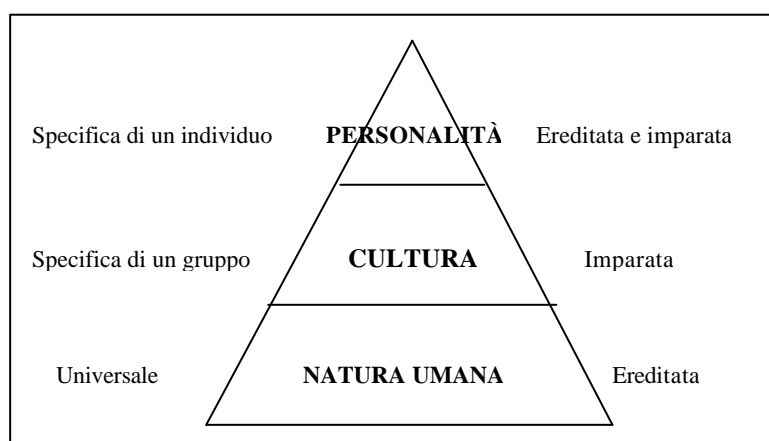 Specifica di un individuo PERSONALITÀ Ereditata e imparata
Specifica di un gruppo CULTURA Imparata
Universale NATURA UMANA Ereditata